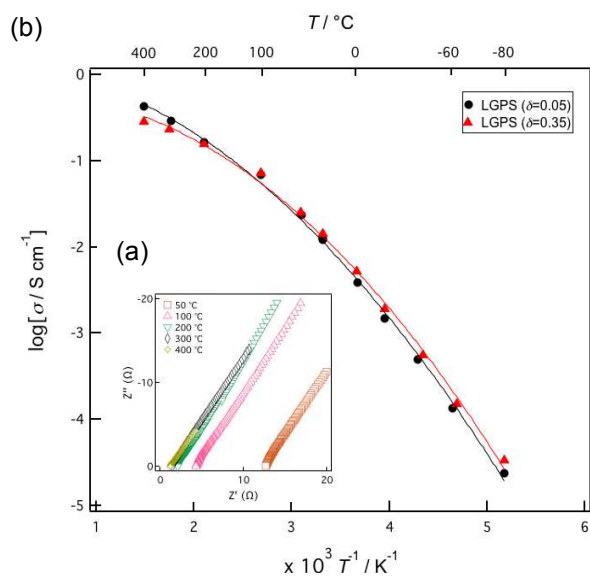 (b)
T / °C
400 200 100 0 -60 -80
LGPS (δ=0.05)
LGPS (δ=0.35)
0
-1
-2
-3
-4
-5
log[σ / S cm⁻¹]
(a)
50 ℃
100 ℃
200 ℃
300 ℃
400 ℃
-20
-10
0
Z'' (Ω)
0 10 20
Z' (Ω)
1 2 3 4 5 6
x 10³ T⁻¹ / K⁻¹